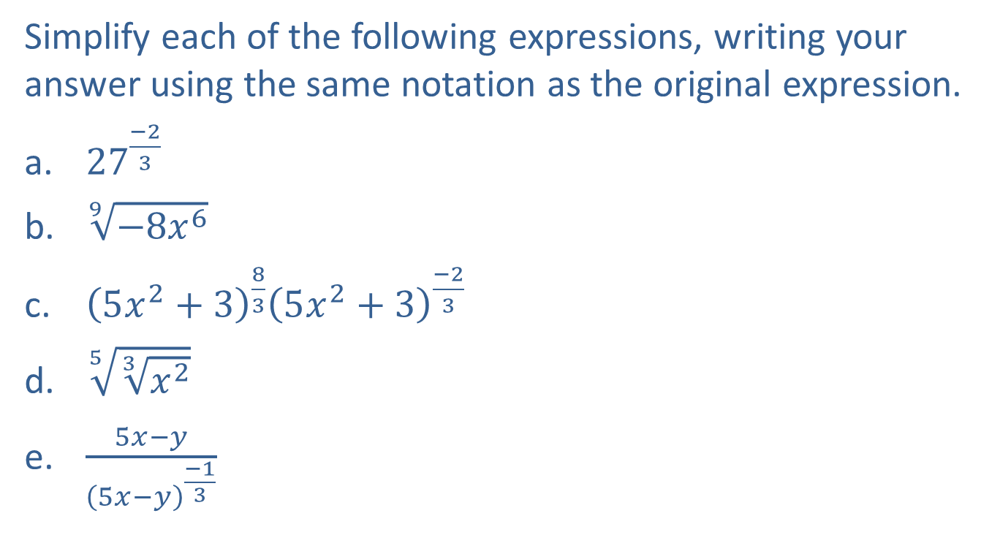 Simplify each of the following expressions, writing your
answer using the same notation as the original expression.
a. $27^{\frac{-2}{3}}$
b. $\sqrt[9]{-8x^6}$
c. $(5x^2 + 3)^{\frac{8}{3}}(5x^2 + 3)^{\frac{-2}{3}}$
d. $\sqrt[5]{\sqrt[3]{x^2}}$
e. $\frac{5x-y}{(5x-y)^{\frac{-1}{3}}}$